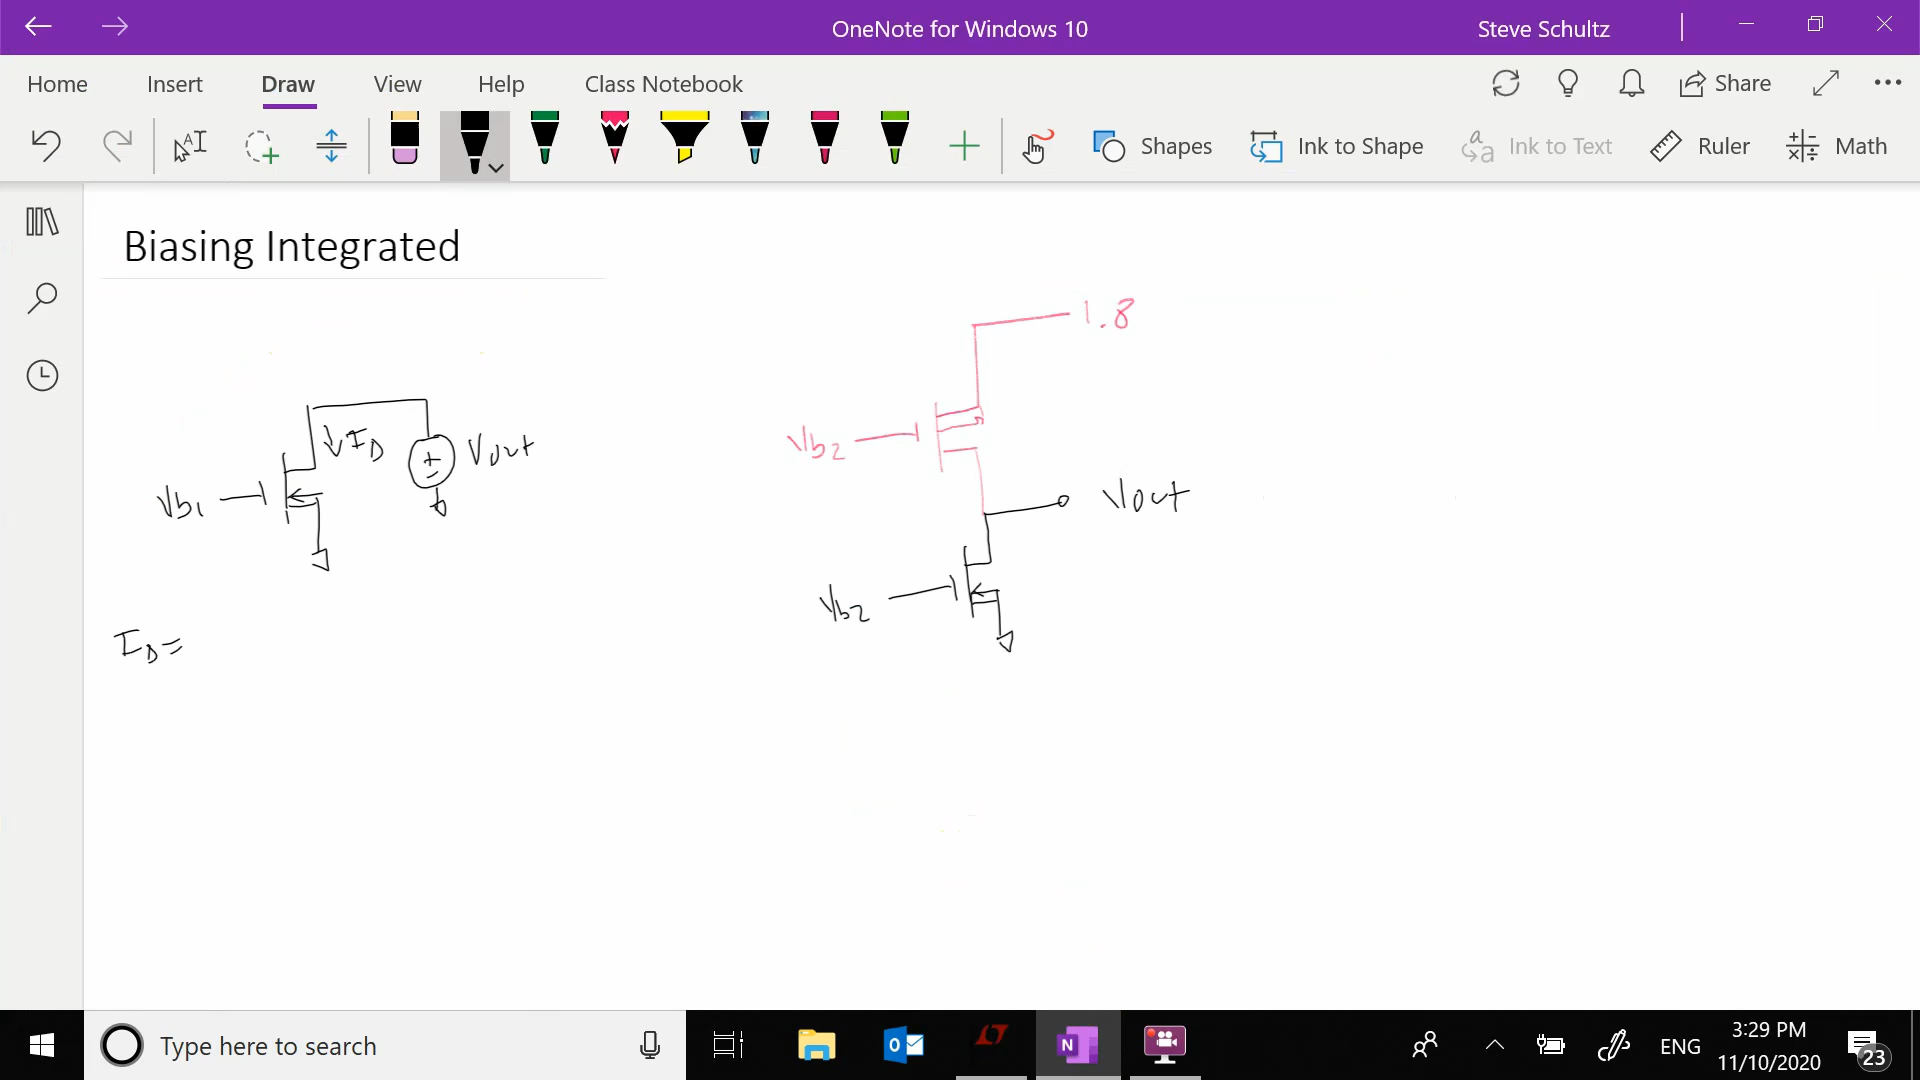 OneNote for Windows 10
Steve Schultz
Home Insert Draw View Help Class Notebook
Share
Shapes Ink to Shape Ink to Text Ruler Math
Biasing Integrated
1.8
Vb2
Vout
Vb2
ID
Vout
Vb1
ID=
Type here to search
ENG
3:29 PM
11/10/2020
23